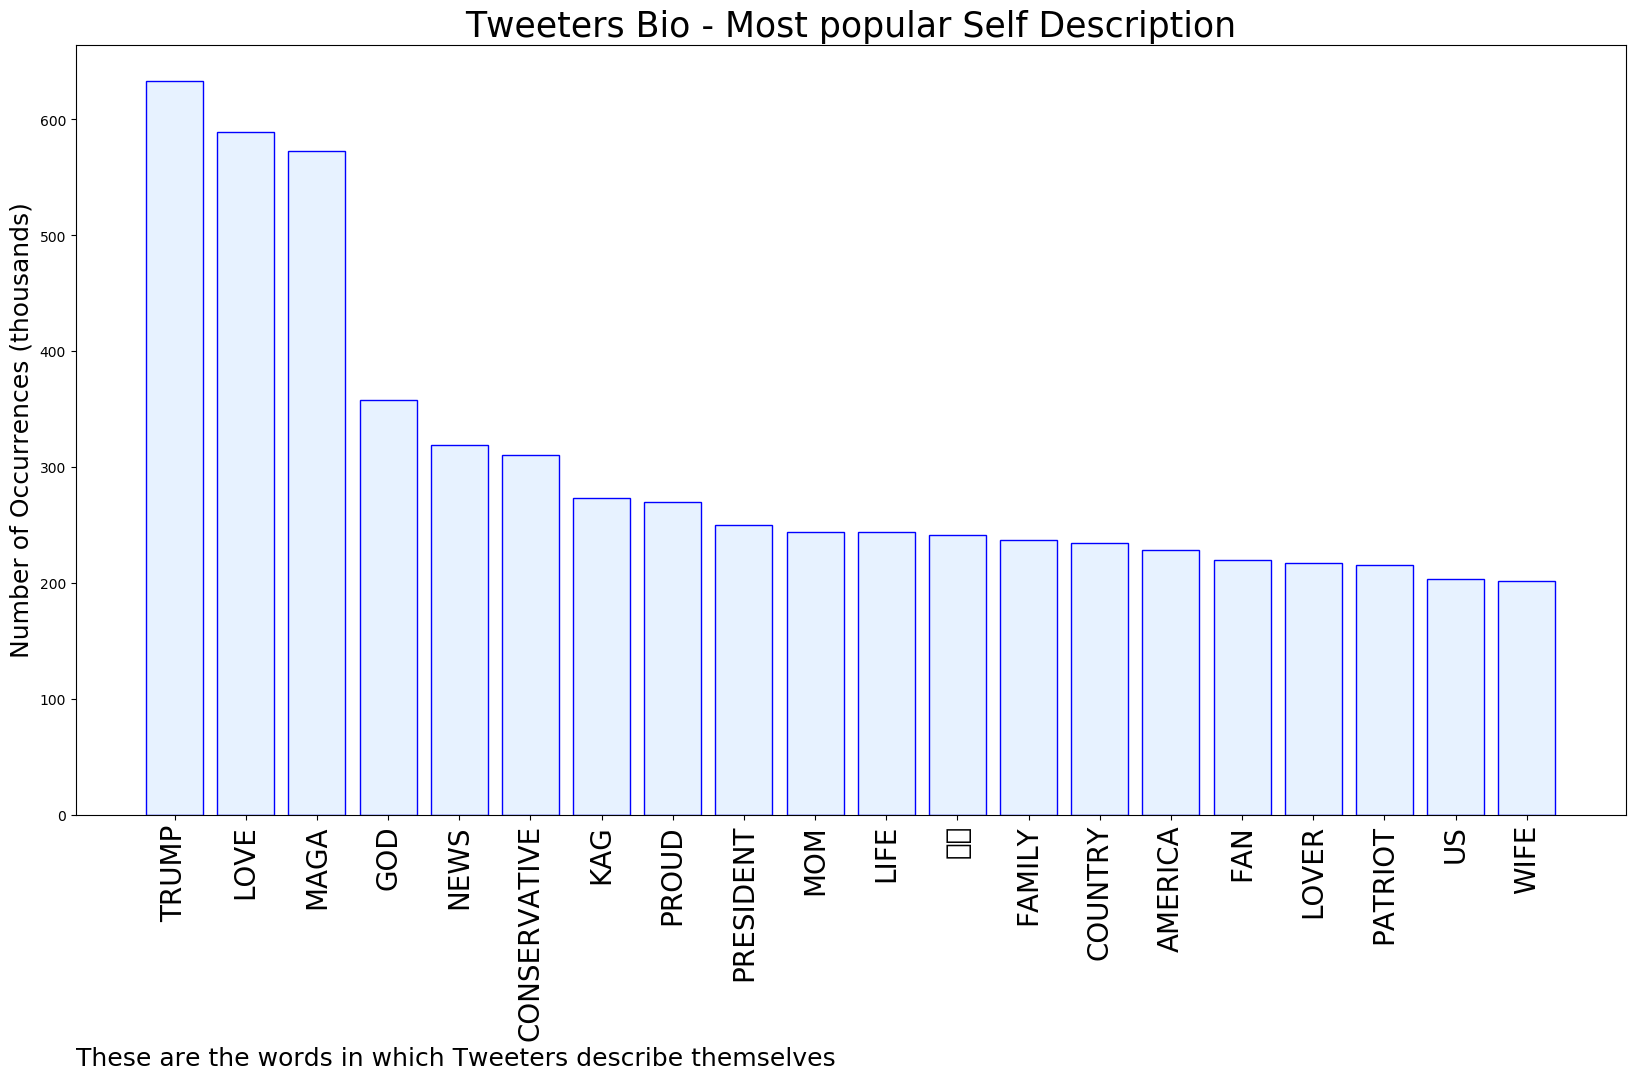 Tweeters Bio - Most popular Self Description
Number of Occurrences (thousands)
600
500
400
300
200
100
0
TRUMP
LOVE
MAGA
GOD
NEWS
CONSERVATIVE
KAG
PROUD
PRESIDENT
MOM
LIFE
FAMILY
COUNTRY
AMERICA
FAN
LOVER
PATRIOT
US
WIFE
These are the words in which Tweeters describe themselves